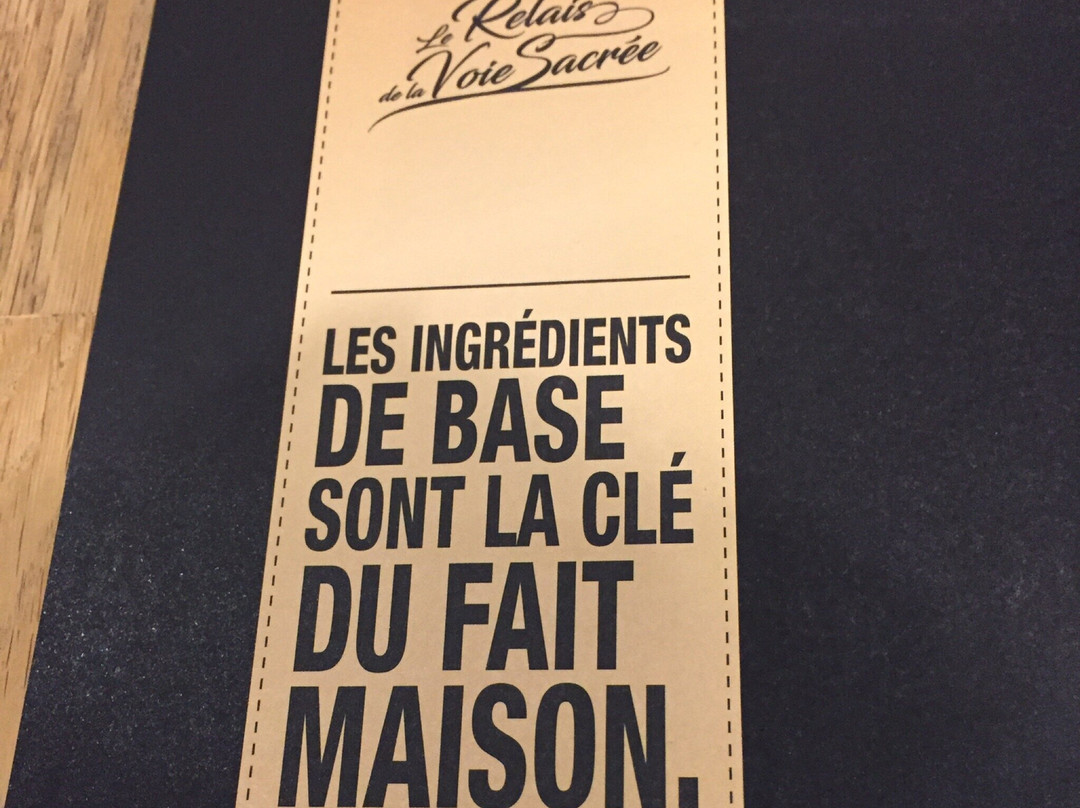 Le Relais
de la Voie Sacrée
LES INGRÉDIENTS
DE BASE
SONT LA CLÉ
DU FAIT
MAISON.